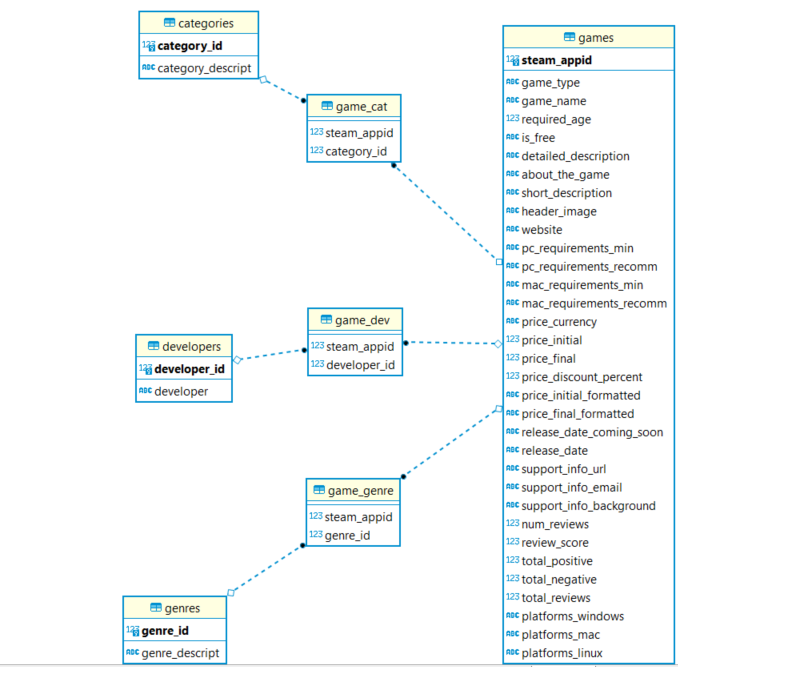 categories
123 category_id
ABC category_descript
game_cat
123 steam_appid
123 category_id
developers
123 developer_id
ABC developer
game_dev
123 steam_appid
123 developer_id
game_genre
123 steam_appid
123 genre_id
genres
123 genre_id
ABC genre_descript
games
123 steam_appid
ABC game_type
ABC game_name
123 required_age
ABC is_free
ABC detailed_description
ABC about_the_game
ABC short_description
ABC header_image
ABC website
ABC pc_requirements_min
ABC pc_requirements_recomm
ABC mac_requirements_min
ABC mac_requirements_recomm
ABC price_currency
123 price_initial
123 price_final
123 price_discount_percent
ABC price_initial_formatted
ABC price_final_formatted
ABC release_date_coming_soon
ABC release_date
ABC support_info_url
ABC support_info_email
ABC support_info_background
123 num_reviews
123 review_score
123 total_positive
123 total_negative
123 total_reviews
ABC platforms_windows
ABC platforms_mac
ABC platforms_linux